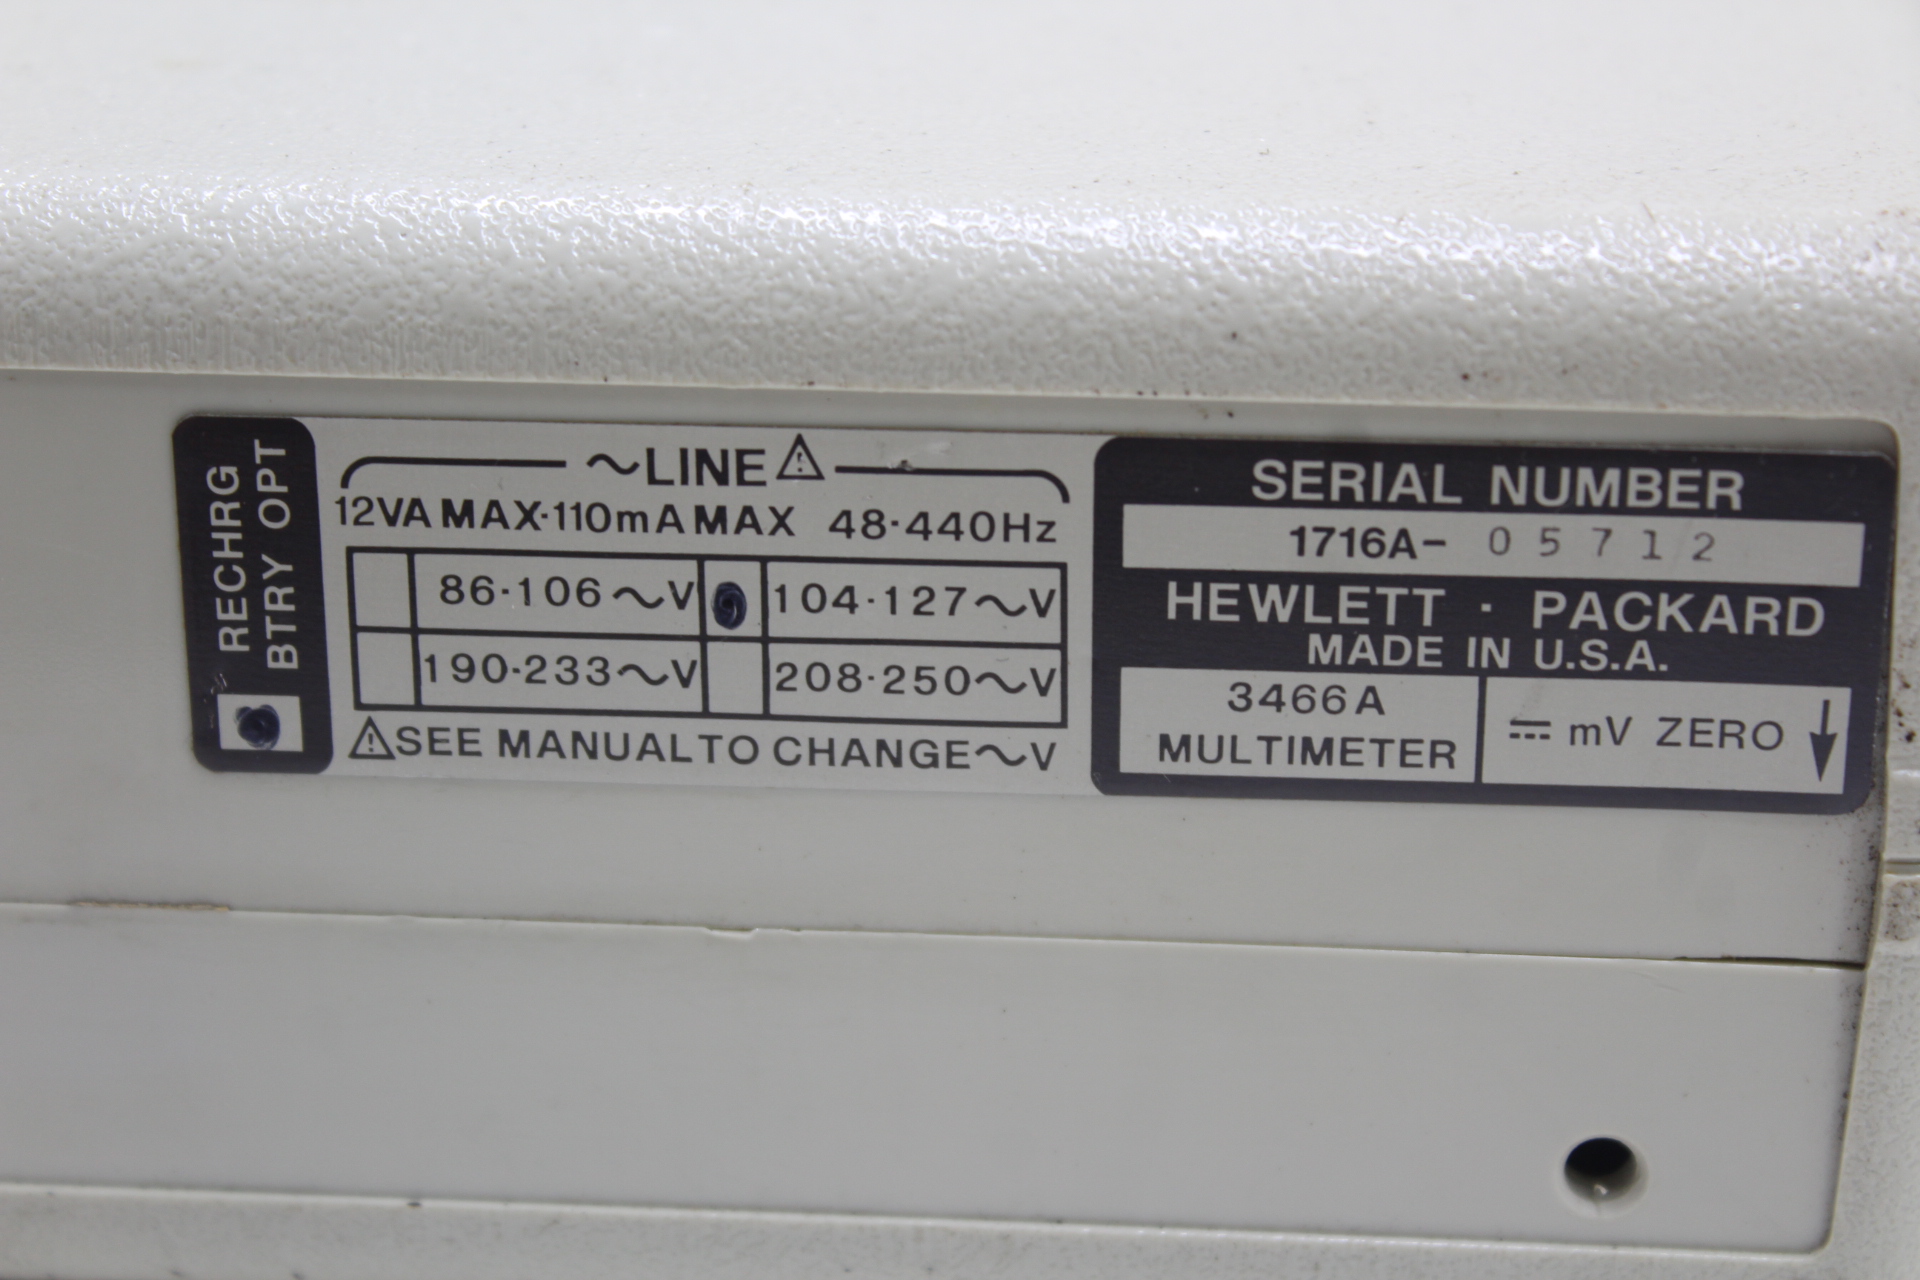 RECHRG
BTRY OPT
~LINE⚠
12VA MAX·110mA MAX 48·440Hz
86·106~V 104·127~V
190·233~V 208·250~V
⚠SEE MANUAL TO CHANGE~V
SERIAL NUMBER
1716A- 05712
HEWLETT · PACKARD
MADE IN U.S.A.
3466A
MULTIMETER
⎓ mV ZERO ↓